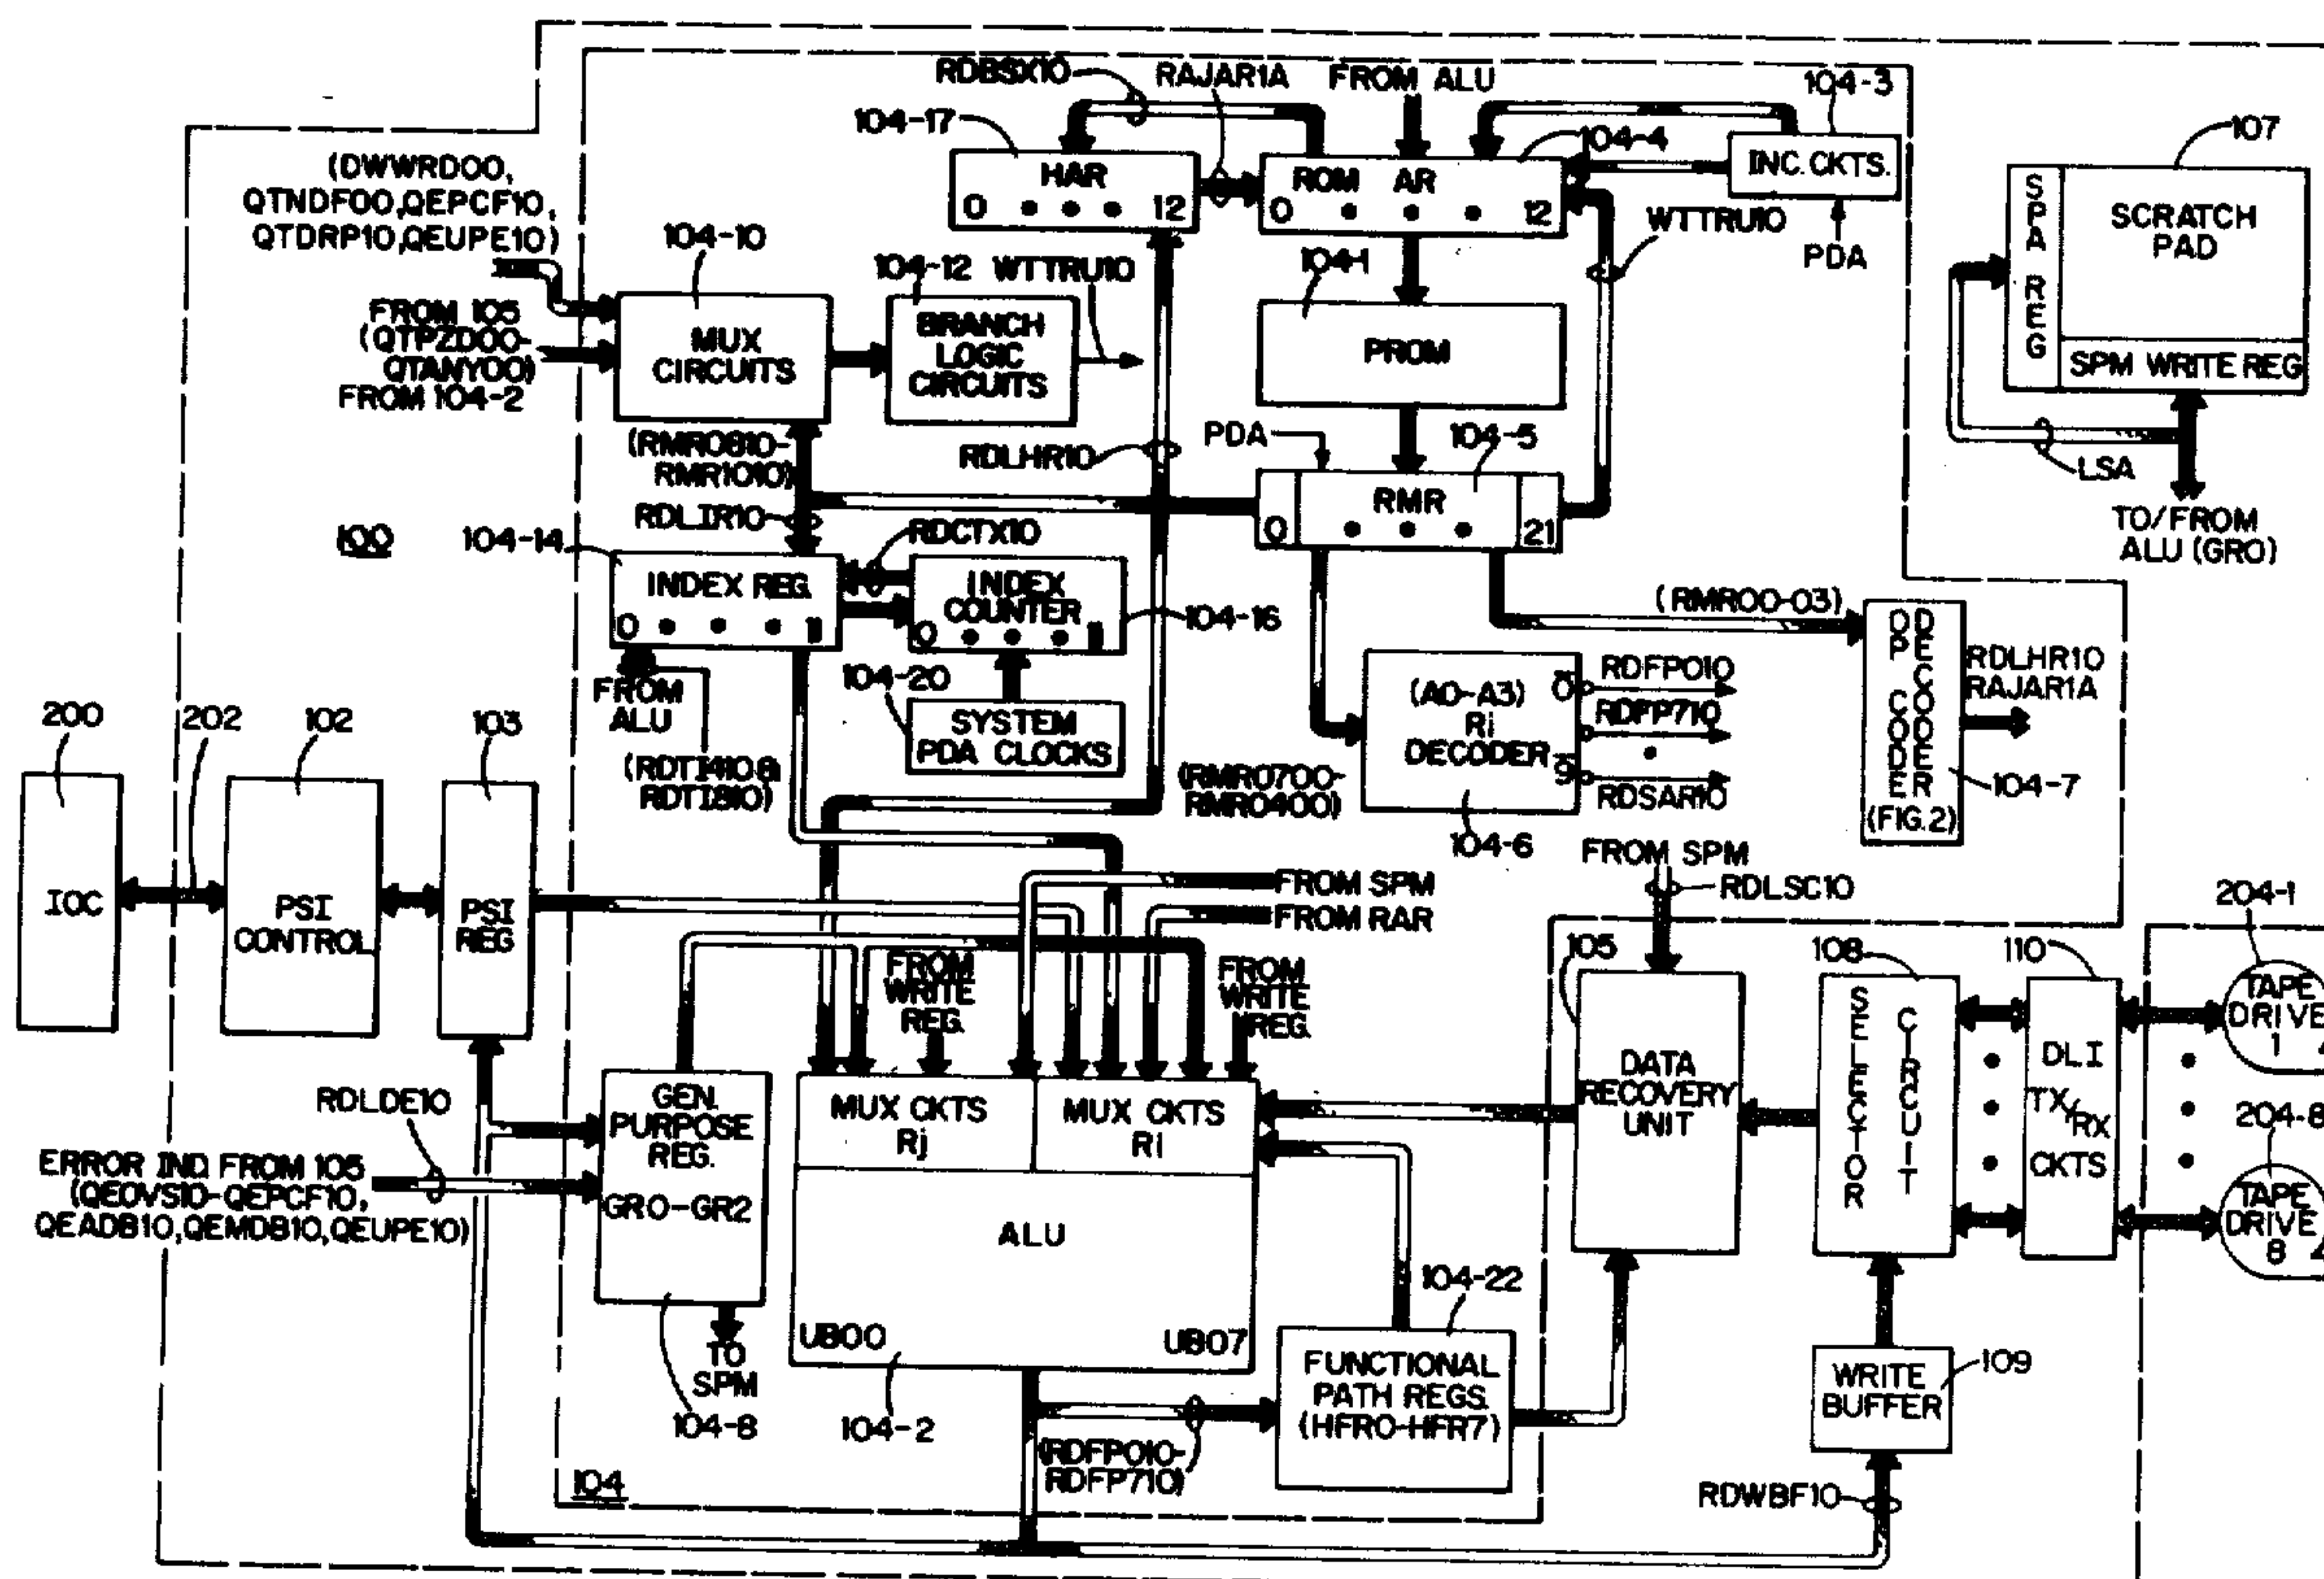 RDBSX10
RAJAR1A
FROM ALU
104-3
104-17
104-4
107
HAR
0 • • • 12
ROM AR
0 • • • 12
INC. CKTS.
PDA
WTTRU10
SPA REG
SCRATCH
PAD
SPM WRITE REG
LSA
TO/FROM
ALU (GR0)
(DWWRD00,
QTNDF00,QEPCF10,
QTDRP10,QEUPE10)
104-10
FROM 105
(QTPZD00-
QTANY00)
FROM 104-2
MUX
CIRCUITS
104-12
WTTRU10
BRANCH
LOGIC
CIRCUITS
104-1
PROM
(RMR0810-
RMR1010)
RDLHR10
PDA
104-5
RMR
0 • • • 21
RDLIR10
100
104-14
RDCTX10
INDEX REG.
0 • • • 11
INDEX
COUNTER
0 • • • 11
104-16
FROM
ALU
104-20
SYSTEM
PDA CLOCKS
(RDTI410&
RDTI810)
(RMR00-03)
OP CODE
DECODER
(FIG.2)
RDLHR10
RAJAR1A
104-7
(A0-A3)
Ri
DECODER
0
9
RDFP010
RDFP710
•
RDSAR10
(RMR0700-
RMR0400)
104-6
200
202
102
103
IOC
PSI
CONTROL
PSI
REG
FROM SPM
FROM RAR
FROM SPM
RDLSC10
FROM
WRITE
REG.
FROM
WRITE
REG.
105
DATA
RECOVERY
UNIT
108
SELECTOR
CIRCUIT
110
DLI
TX/RX
CKTS
204-1
TAPE
DRIVE
1
204-8
TAPE
DRIVE
8
RDLDE10
ERROR IND FROM 105
(QEOVS10-QEPCF10,
QEADB10,QEMDB10,QEUPE10)
GEN.
PURPOSE
REG.
GR0-GR2
TO
SPM
104-8
MUX CKTS
Rj
MUX CKTS
Ri
ALU
UB00
UB07
104-2
104-22
FUNCTIONAL
PATH REGS.
(HFR0-HFR7)
(RDFP010-
RDFP710)
104
WRITE
BUFFER
109
RDWBF10